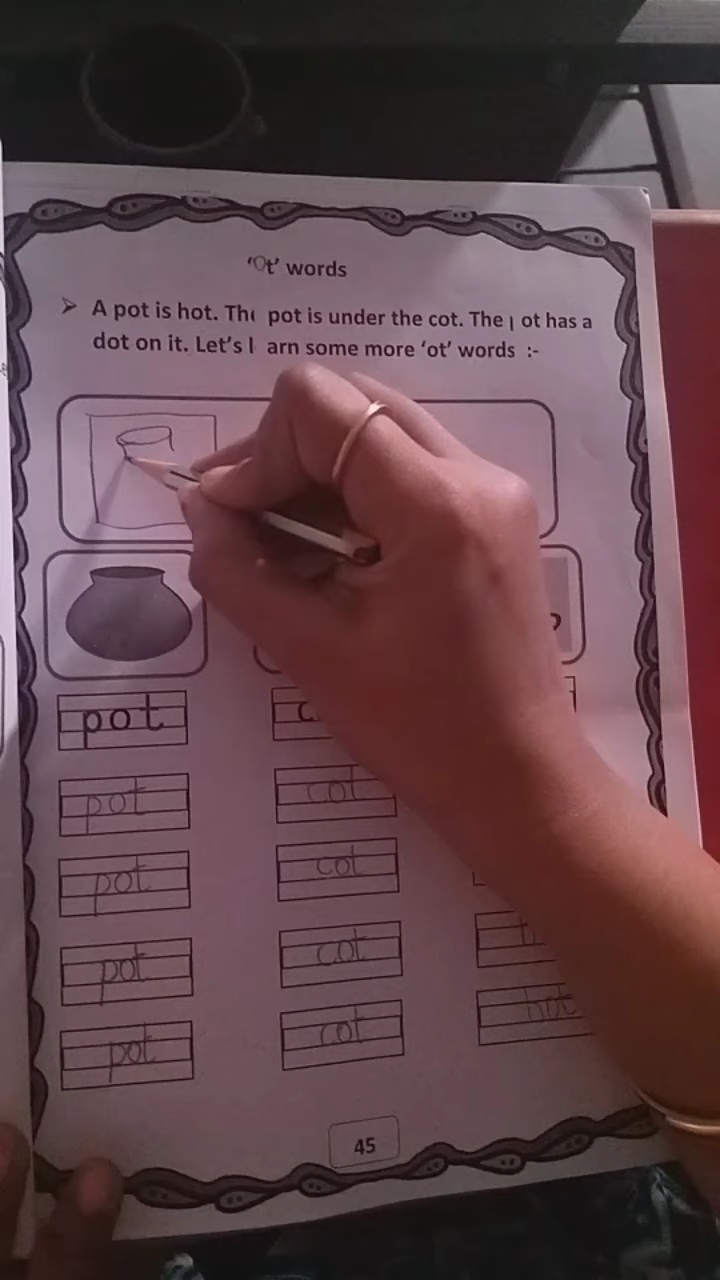 'Ot' words
A pot is hot. The pot is under the cot. The pot has a
dot on it. Let's learn some more 'ot' words :-
pot
pot cot
pot cot
pot cot
pot cot hot
45